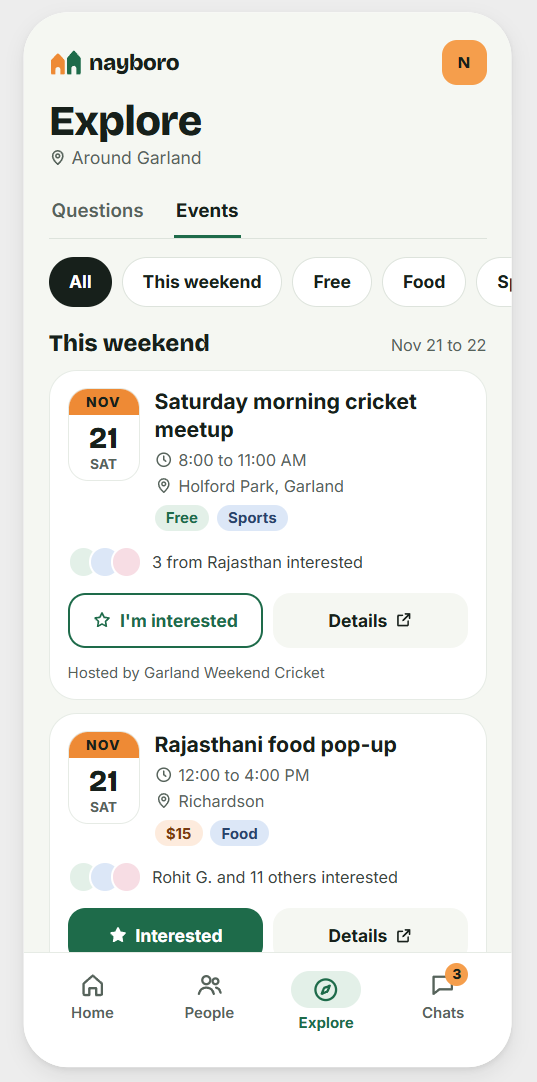 nayboro
N
Explore
Around Garland
Questions Events
All This weekend Free Food
This weekend Nov 21 to 22
NOV
21
SAT
Saturday morning cricket
meetup
8:00 to 11:00 AM
Holford Park, Garland
Free Sports
3 from Rajasthan interested
I'm interested Details
Hosted by Garland Weekend Cricket
NOV
21
SAT
Rajasthani food pop-up
12:00 to 4:00 PM
Richardson
$15 Food
Rohit G. and 11 others interested
Interested Details
3
Home People Explore Chats